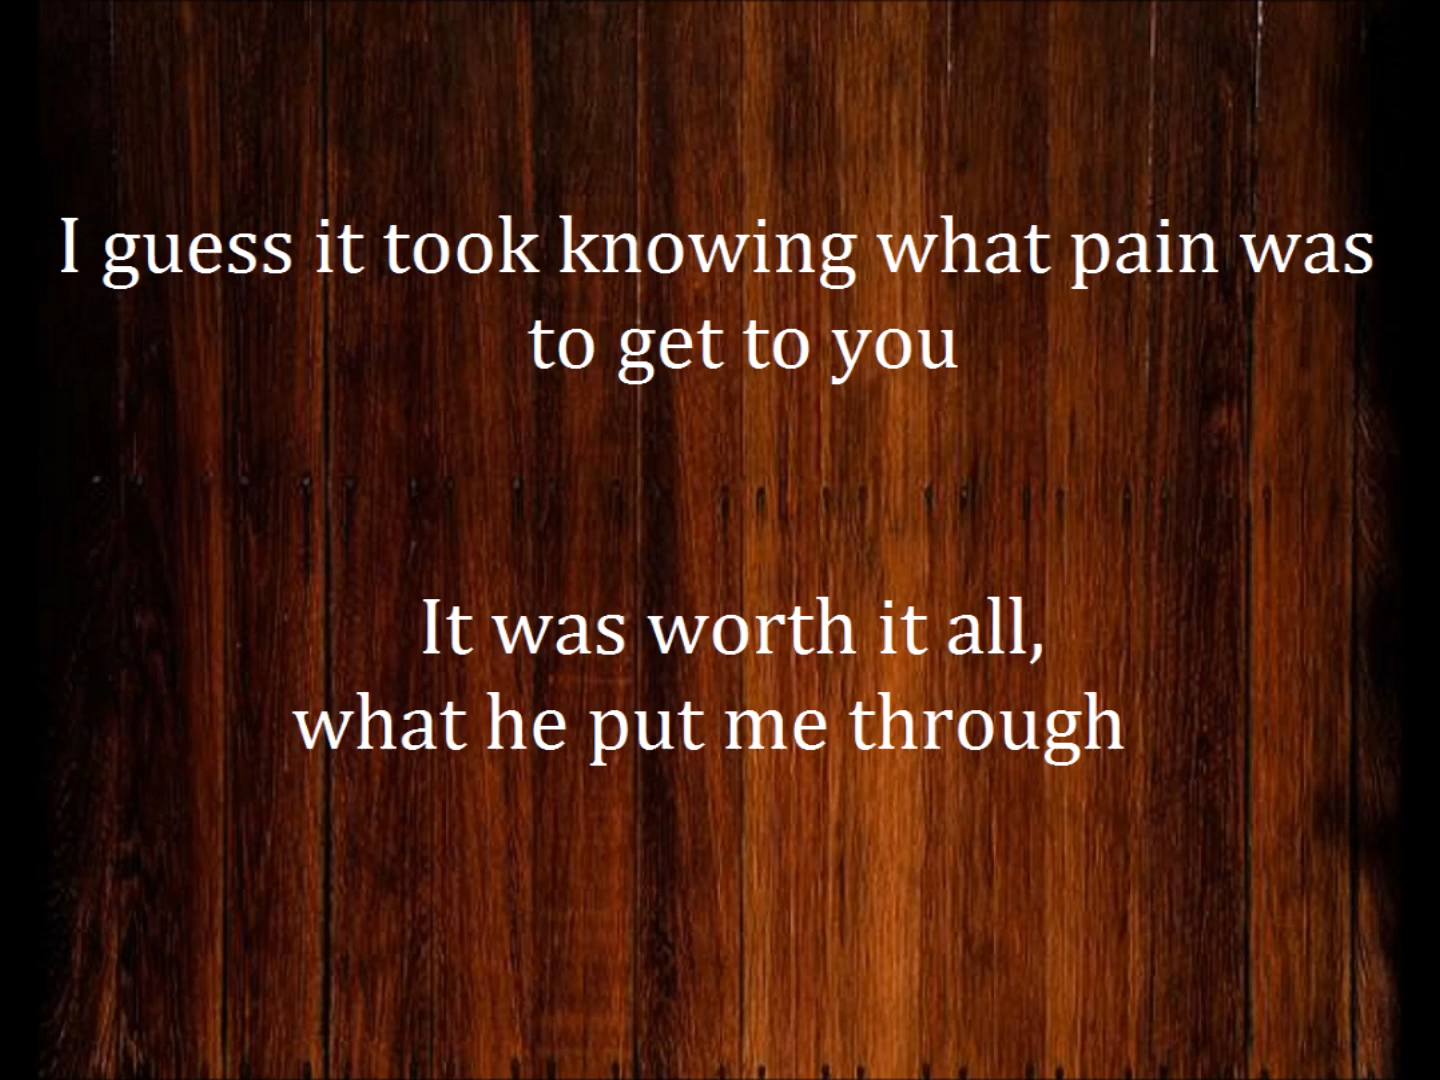 I guess it took knowing what pain was
to get to you
It was worth it all,
what he put me through